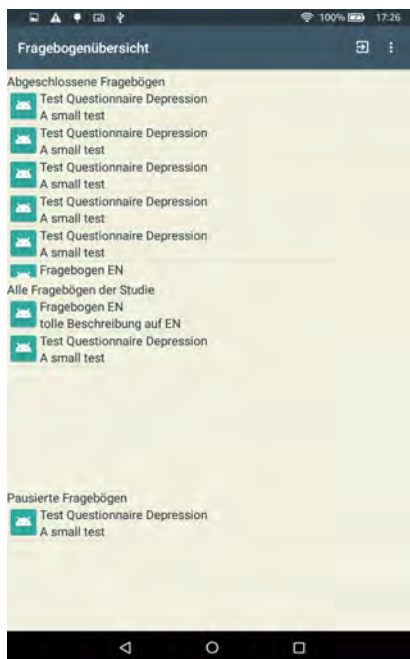 100% 17:26
Fragebogenübersicht
Abgeschlossene Fragebögen
Test Questionnaire Depression
A small test
Test Questionnaire Depression
A small test
Test Questionnaire Depression
A small test
Test Questionnaire Depression
A small test
Test Questionnaire Depression
A small test
Fragebogen EN
Alle Fragebögen der Studie
Fragebogen EN
tolle Beschreibung auf EN
Test Questionnaire Depression
A small test
Pausierte Fragebögen
Test Questionnaire Depression
A small test